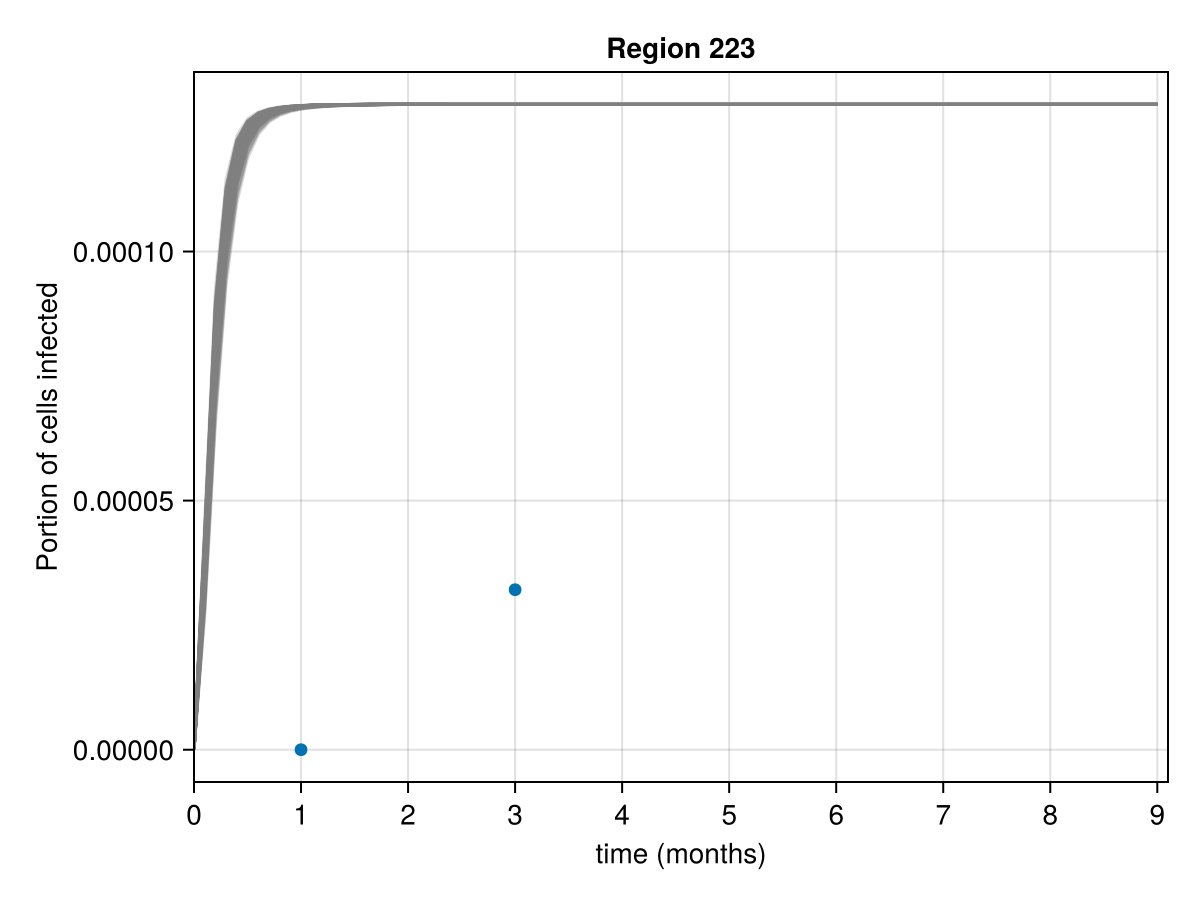 Region 223
Portion of cells infected
0.00010
0.00005
0.00000
0 1 2 3 4 5 6 7 8 9
time (months)